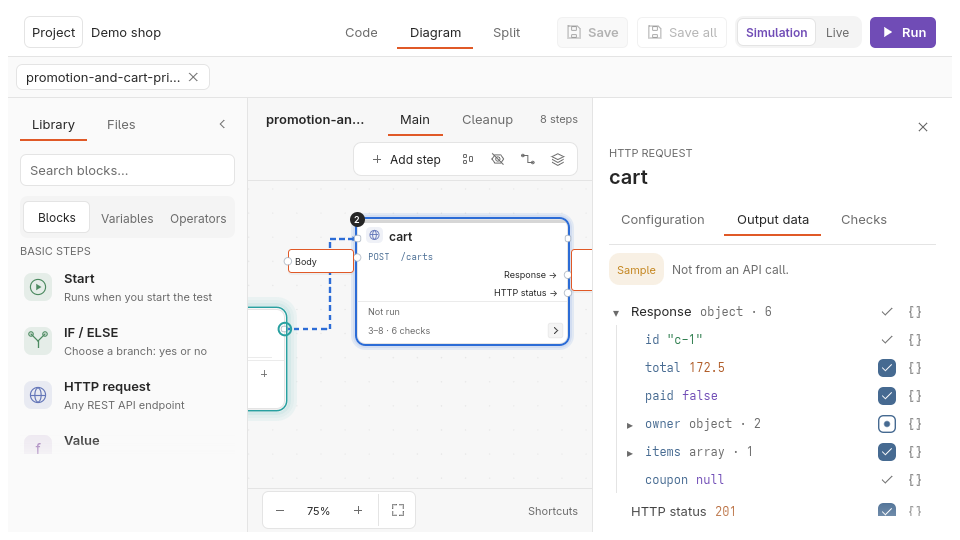 Project
Demo shop
Code
Diagram
Split
Save
Save all
Simulation
Live
Run
promotion-and-cart-pri...
Library
Files
Search blocks...
Blocks
Variables
Operators
BASIC STEPS
Start
Runs when you start the test
IF / ELSE
Choose a branch: yes or no
HTTP request
Any REST API endpoint
f
Value
promotion-an...
Main
Cleanup
8 steps
+ Add step
2
cart
POST /carts
Body
Response →
HTTP status →
Not run
3–8 · 6 checks
+
− 75% +
Shortcuts
HTTP REQUEST
cart
Configuration
Output data
Checks
Sample
Not from an API call.
▾ Response object · 6 {}
id "c-1" {}
total 172.5 {}
paid false {}
▸ owner object · 2 {}
▸ items array · 1 {}
coupon null {}
HTTP status 201 {}